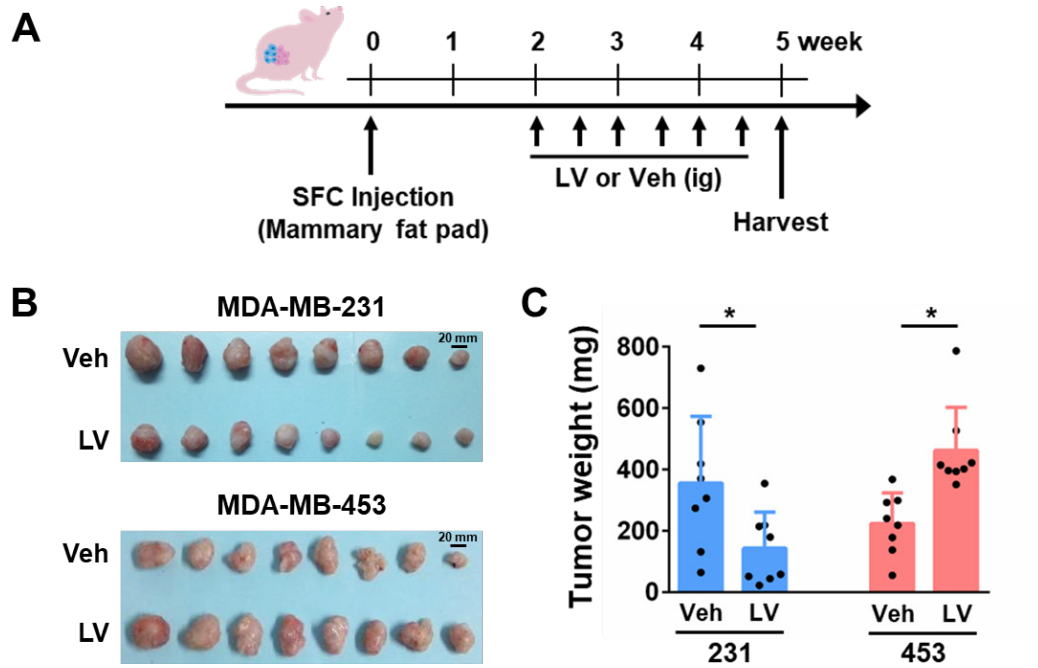 A
0 1 2 3 4 5 week
SFC Injection
(Mammary fat pad)
LV or Veh (ig)
Harvest
B
MDA-MB-231
Veh
20 mm
LV
MDA-MB-453
Veh
20 mm
LV
C
Tumor weight (mg)
* *
800
600
400
200
0
Veh LV Veh LV
231 453